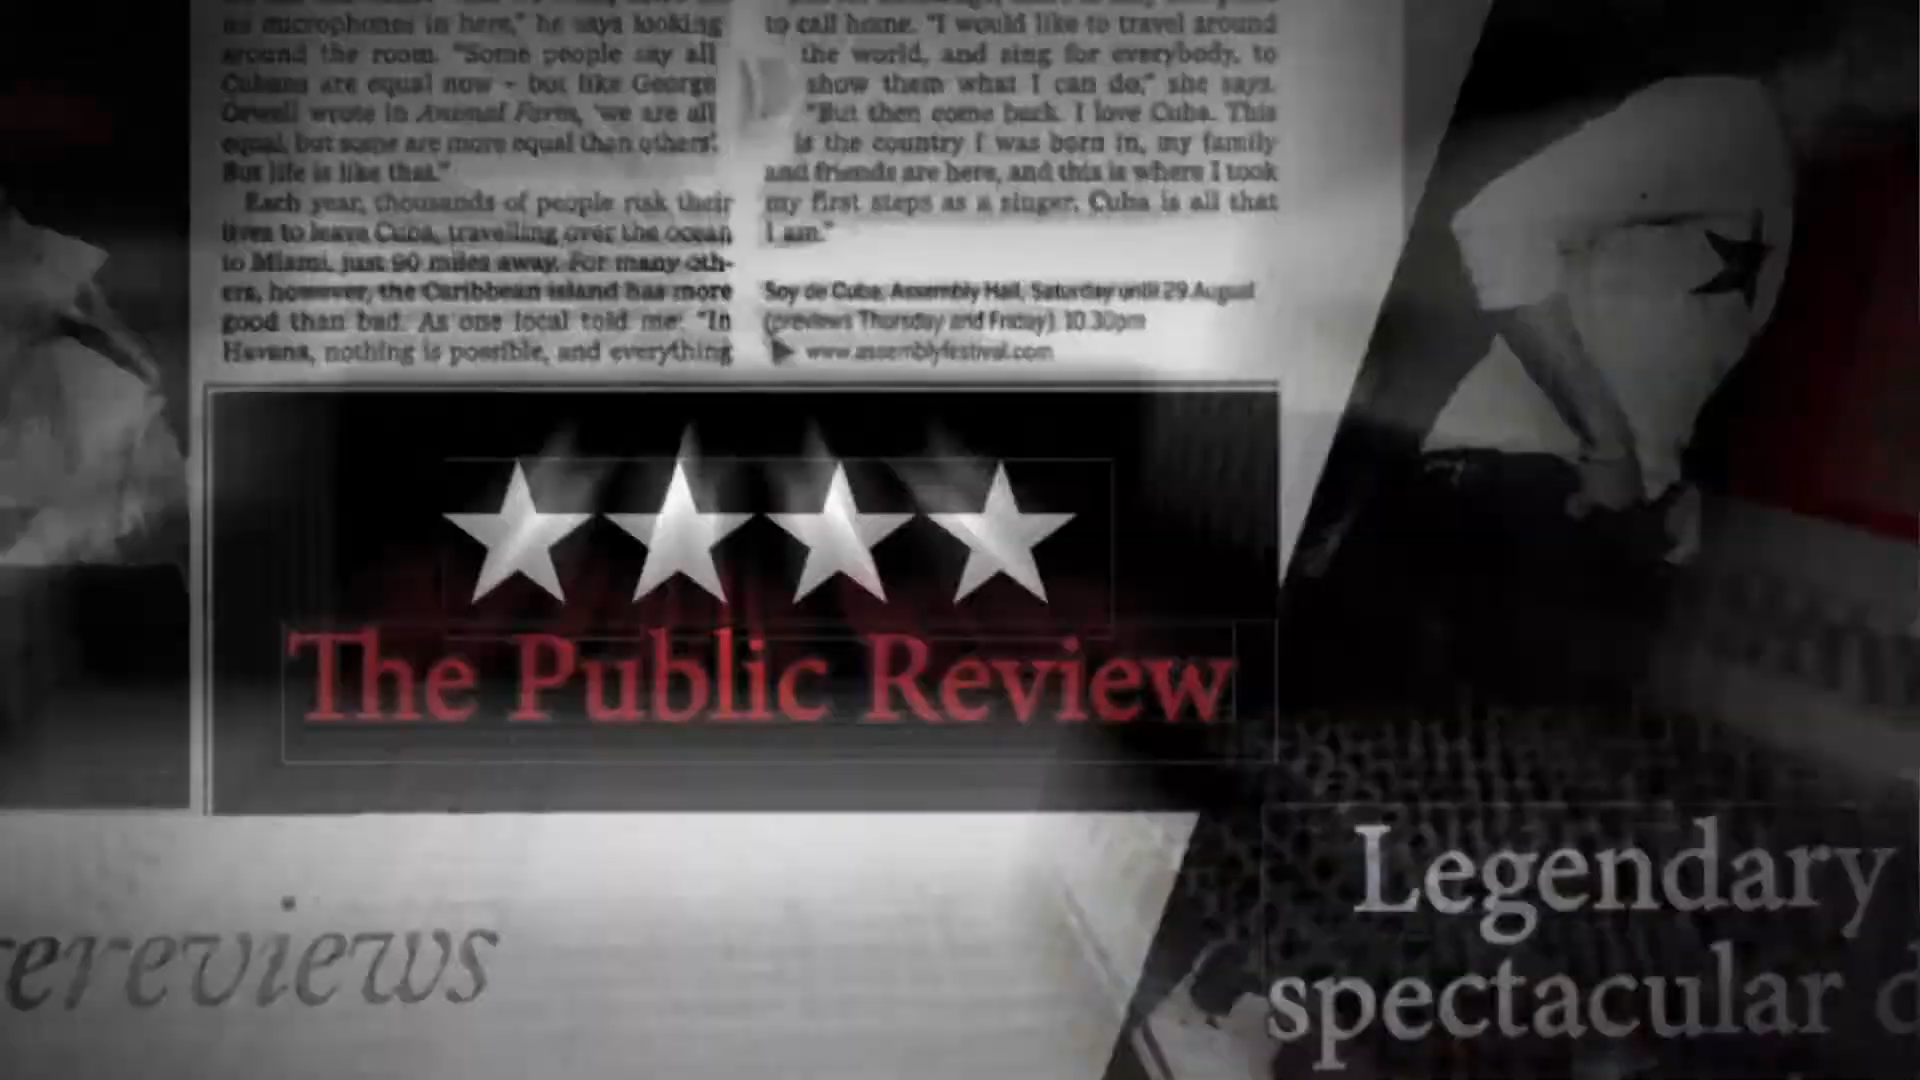 as microphones in here," he says looking
around the room. "Some people say all
Cubans are equal now - but like George
Orwell wrote in Animal Farm, 'we are all
equal, but some are more equal than others'.
But life is like that."
Each year, thousands of people risk their
lives to leave Cuba, travelling over the ocean
to Miami, just 90 miles away. For many oth-
ers, however, the Caribbean island has more
good than bad. As one local told me: "In
Havana, nothing is possible, and everything
to call home. "I would like to travel around
the world, and sing for everybody, to
show them what I can do," she says.
"But then come back. I love Cuba. This
is the country I was born in, my family
and friends are here, and this is where I took
my first steps as a singer. Cuba is all that
I am."
Soy de Cuba, Assembly Hall, Saturday until 29 August
(previews Thursday and Friday). 10.30pm
www.assemblyfestival.com
The Public Review
ereviews
Legendary
spectacular d